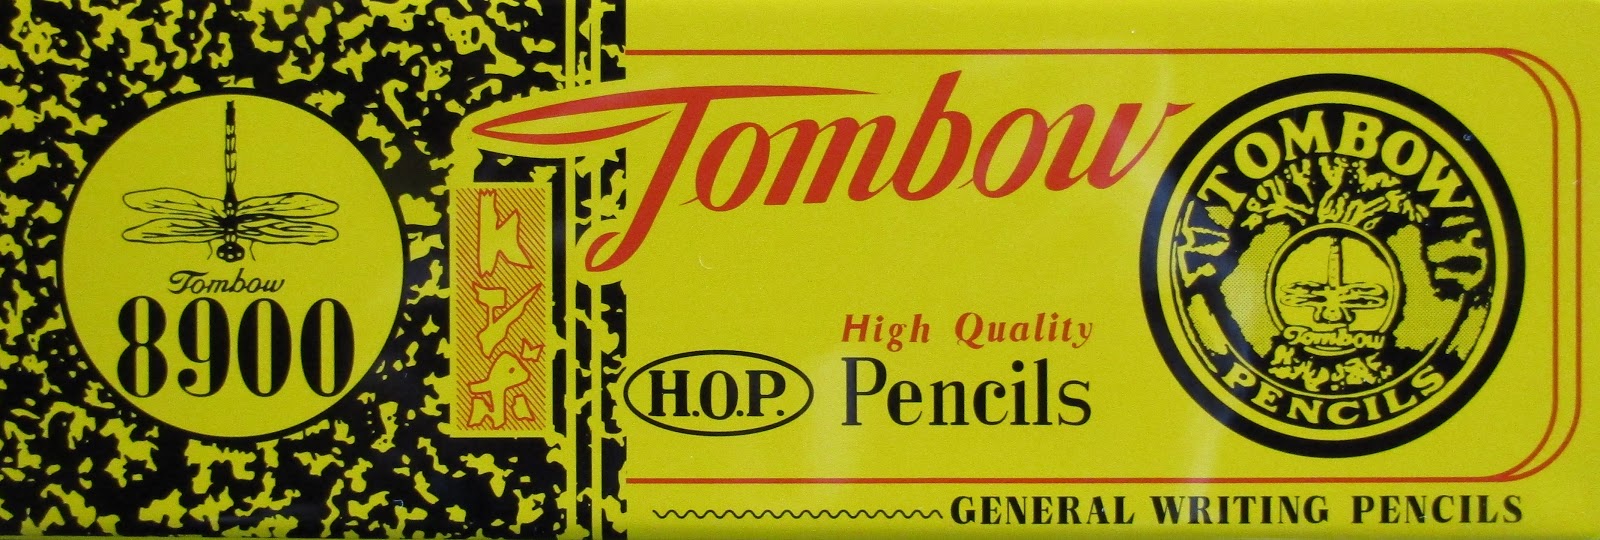 Tombow
8900
トンボ
Tombow
High Quality
H.O.P.
Pencils
TOMBOW
Tombow
PENCILS
GENERAL WRITING PENCILS